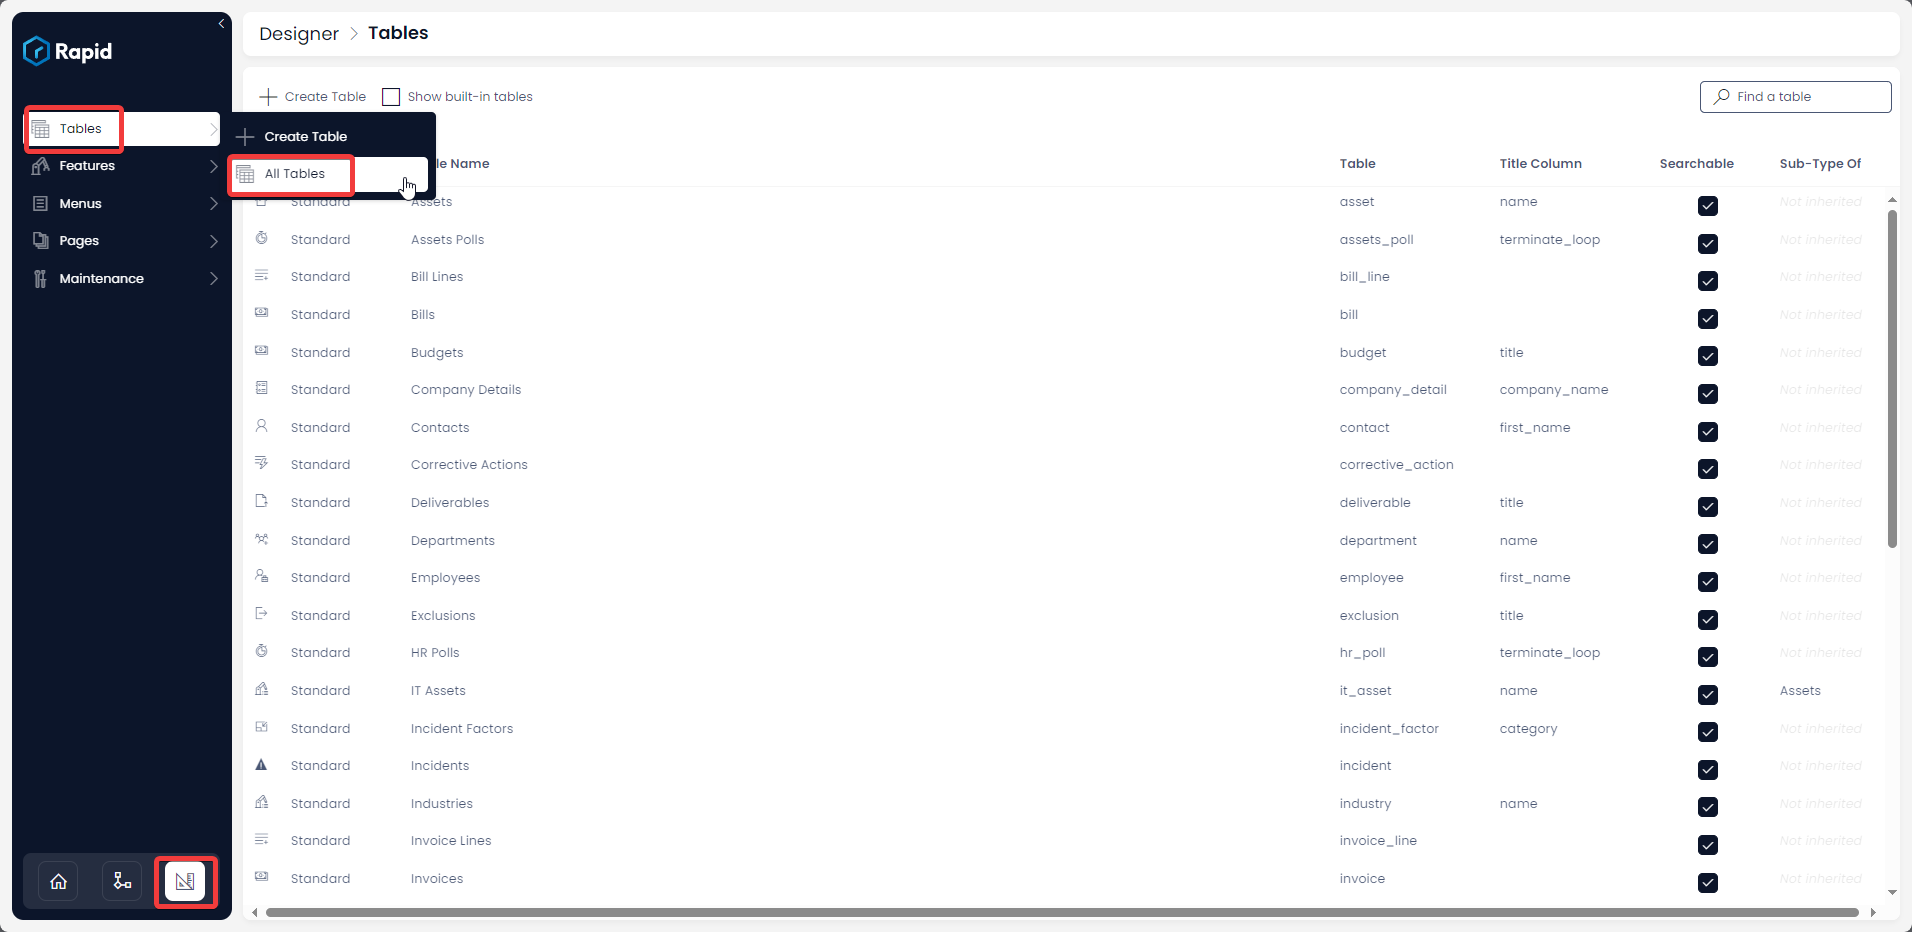 Rapid
Designer > Tables
Create Table Show built-in tables Find a table
Tables
Features
Menus
Pages
Maintenance
Create Table
All Tables
le Name Table Title Column Searchable Sub-Type Of
Standard Assets asset name Not inherited
Standard Assets Polls assets_poll terminate_loop Not inherited
Standard Bill Lines bill_line Not inherited
Standard Bills bill Not inherited
Standard Budgets budget title Not inherited
Standard Company Details company_detail company_name Not inherited
Standard Contacts contact first_name Not inherited
Standard Corrective Actions corrective_action Not inherited
Standard Deliverables deliverable title Not inherited
Standard Departments department name Not inherited
Standard Employees employee first_name Not inherited
Standard Exclusions exclusion title Not inherited
Standard HR Polls hr_poll terminate_loop Not inherited
Standard IT Assets it_asset name Assets
Standard Incident Factors incident_factor category Not inherited
Standard Incidents incident Not inherited
Standard Industries industry name Not inherited
Standard Invoice Lines invoice_line Not inherited
Standard Invoices invoice Not inherited